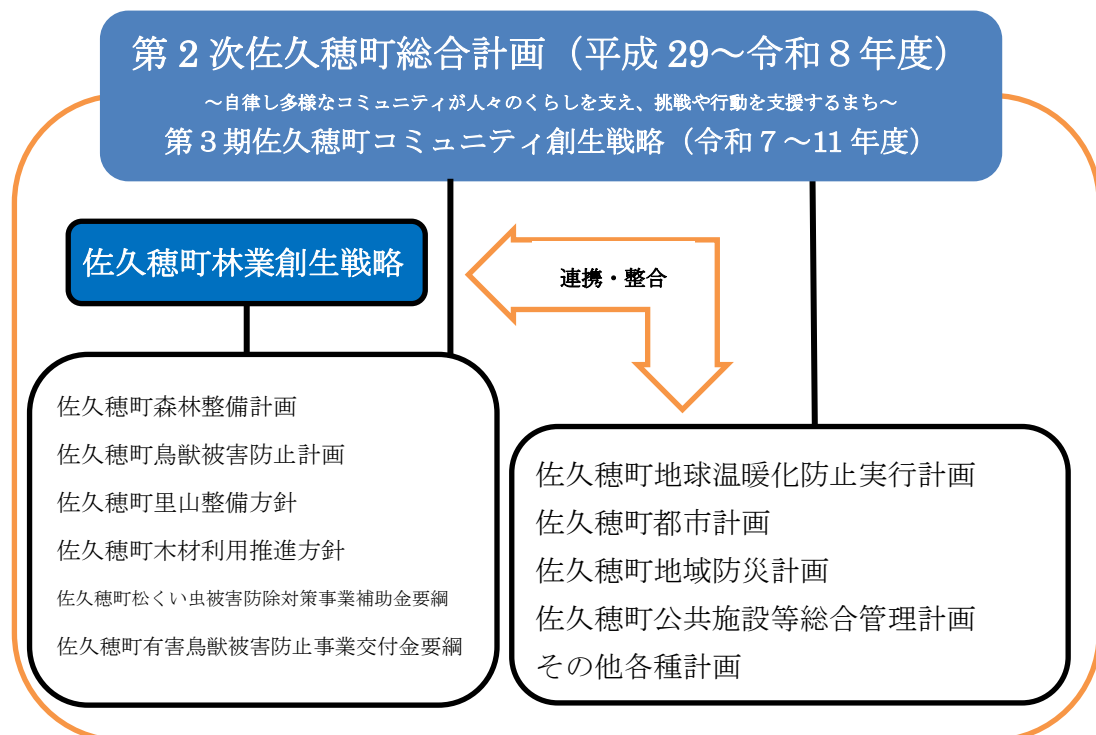 第２次佐久穂町総合計画（平成 29～令和８年度）
～自律し多様なコミュニティが人々のくらしを支え、挑戦や行動を支援するまち～
第３期佐久穂町コミュニティ創生戦略（令和７～11 年度）
佐久穂町林業創生戦略
連携・整合
佐久穂町森林整備計画
佐久穂町鳥獣被害防止計画
佐久穂町里山整備方針
佐久穂町木材利用推進方針
佐久穂町松くい虫被害防除対策事業補助金要綱
佐久穂町有害鳥獣被害防止事業交付金要綱
佐久穂町地球温暖化防止実行計画
佐久穂町都市計画
佐久穂町地域防災計画
佐久穂町公共施設等総合管理計画
その他各種計画